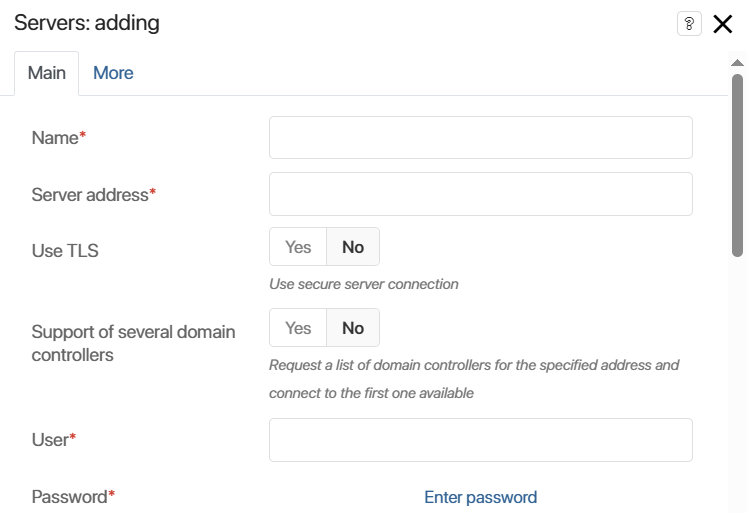 Servers: adding
?
Main More
Name*
Server address*
Use TLS Yes No
Use secure server connection
Support of several domain controllers Yes No
Request a list of domain controllers for the specified address and
connect to the first one available
User*
Password* Enter password